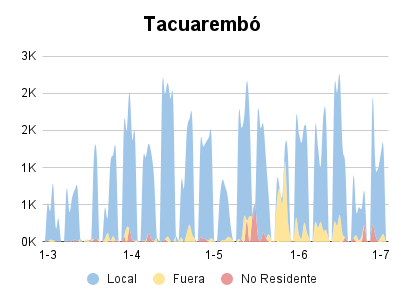 Tacuarembó
3K
2K
2K
1K
1K
0K
1-3 1-4 1-5 1-6 1-7
Local Fuera No Residente